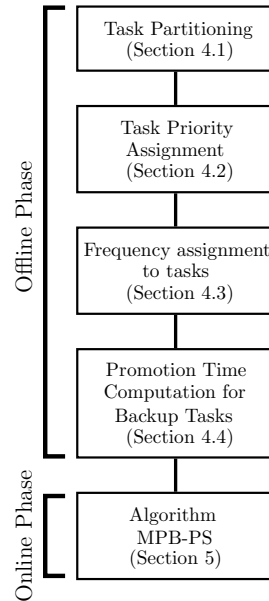 Offline Phase
Task Partitioning
(Section 4.1)
Task Priority
Assignment
(Section 4.2)
Frequency assignment
to tasks
(Section 4.3)
Promotion Time
Computation for
Backup Tasks
(Section 4.4)
Online Phase
Algorithm
MPB-PS
(Section 5)